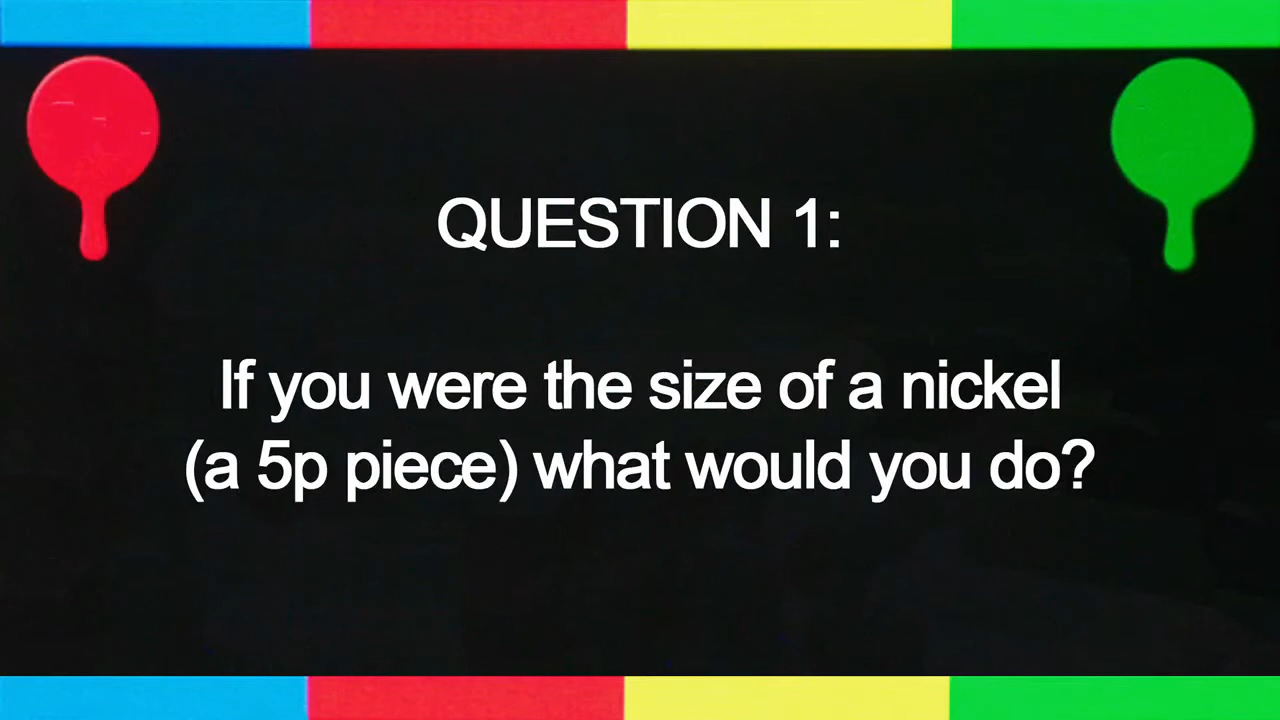 QUESTION 1:
If you were the size of a nickel
(a 5p piece) what would you do?